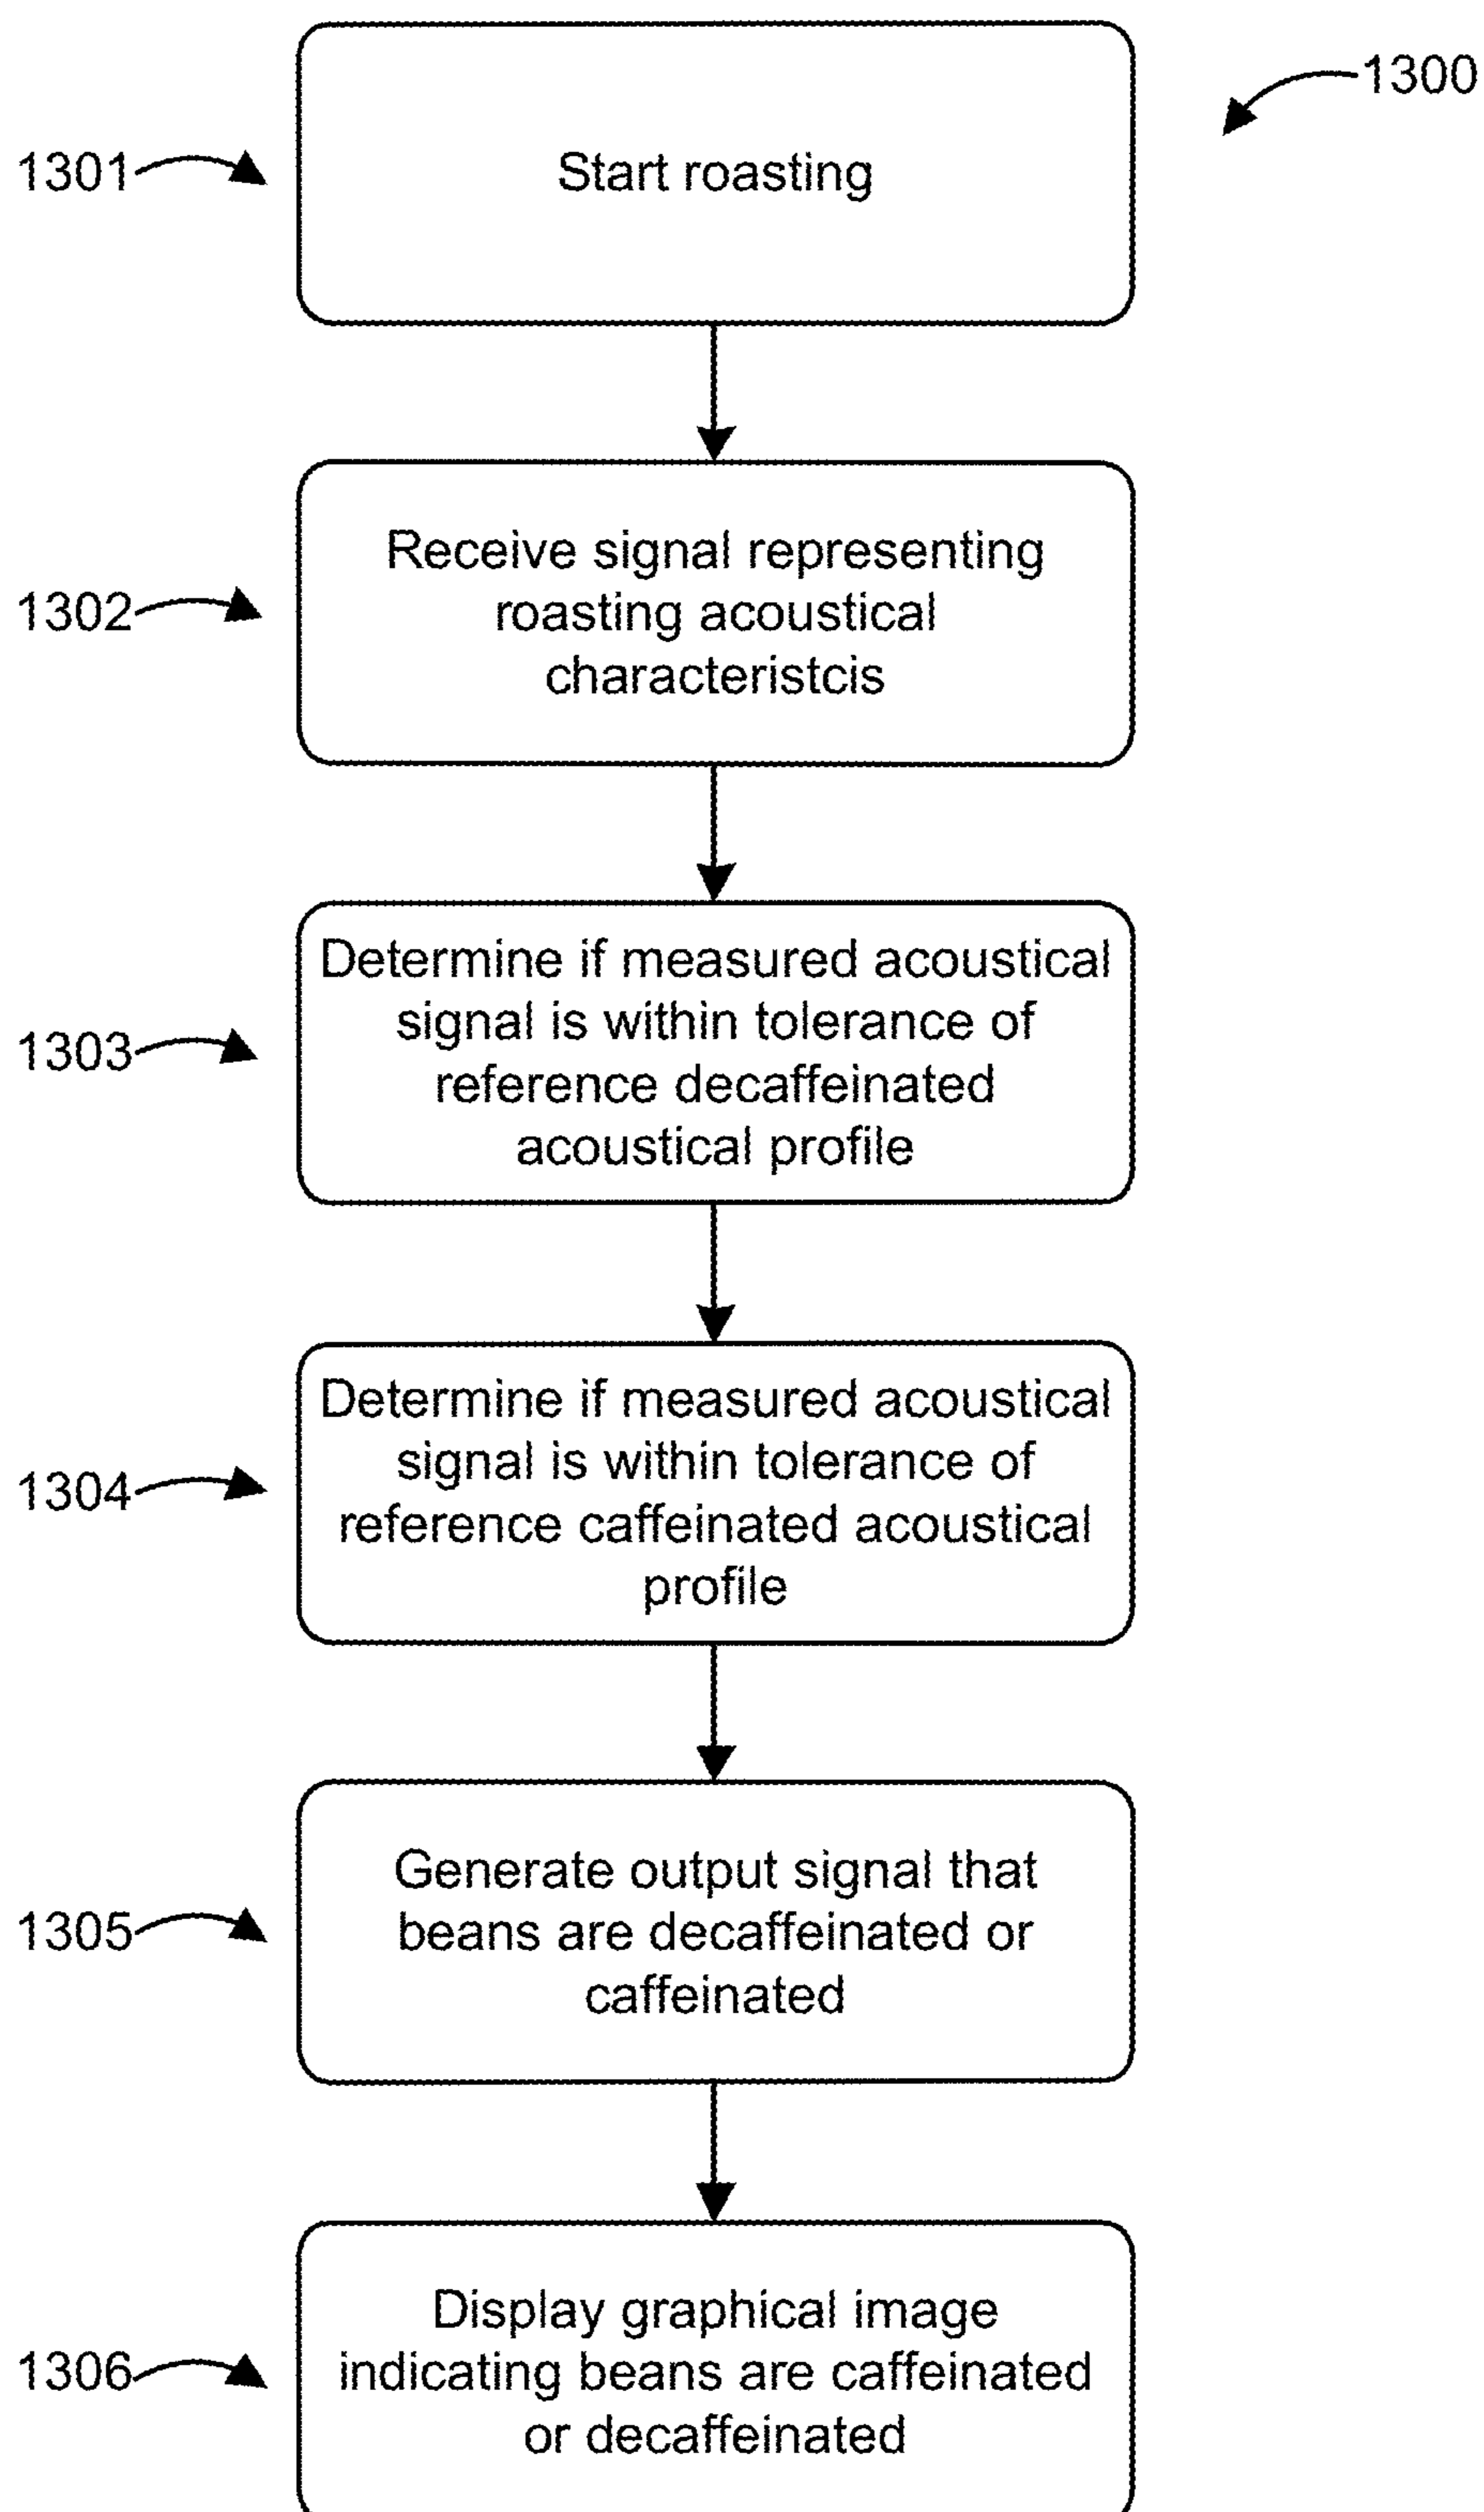 1300
1301
Start roasting
1302
Receive signal representing
roasting acoustical
characteristcis
1303
Determine if measured acoustical
signal is within tolerance of
reference decaffeinated
acoustical profile
1304
Determine if measured acoustical
signal is within tolerance of
reference caffeinated acoustical
profile
1305
Generate output signal that
beans are decaffeinated or
caffeinated
1306
Display graphical image
indicating beans are caffeinated
or decaffeinated